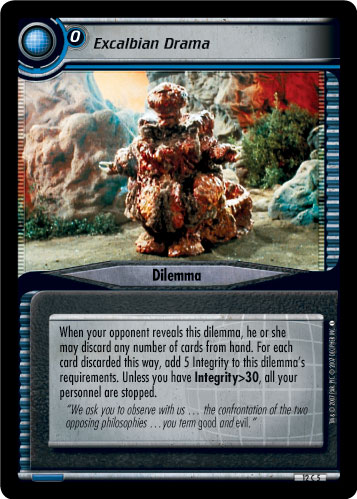 0
Excalbian Drama
Dilemma
When your opponent reveals this dilemma, he or she
may discard any number of cards from hand. For each
card discarded this way, add 5 Integrity to this dilemma's
requirements. Unless you have Integrity>30, all your
personnel are stopped.
"We ask you to observe with us ... the confrontation of the two
opposing philosophies ... you term good and evil."
12 C 5